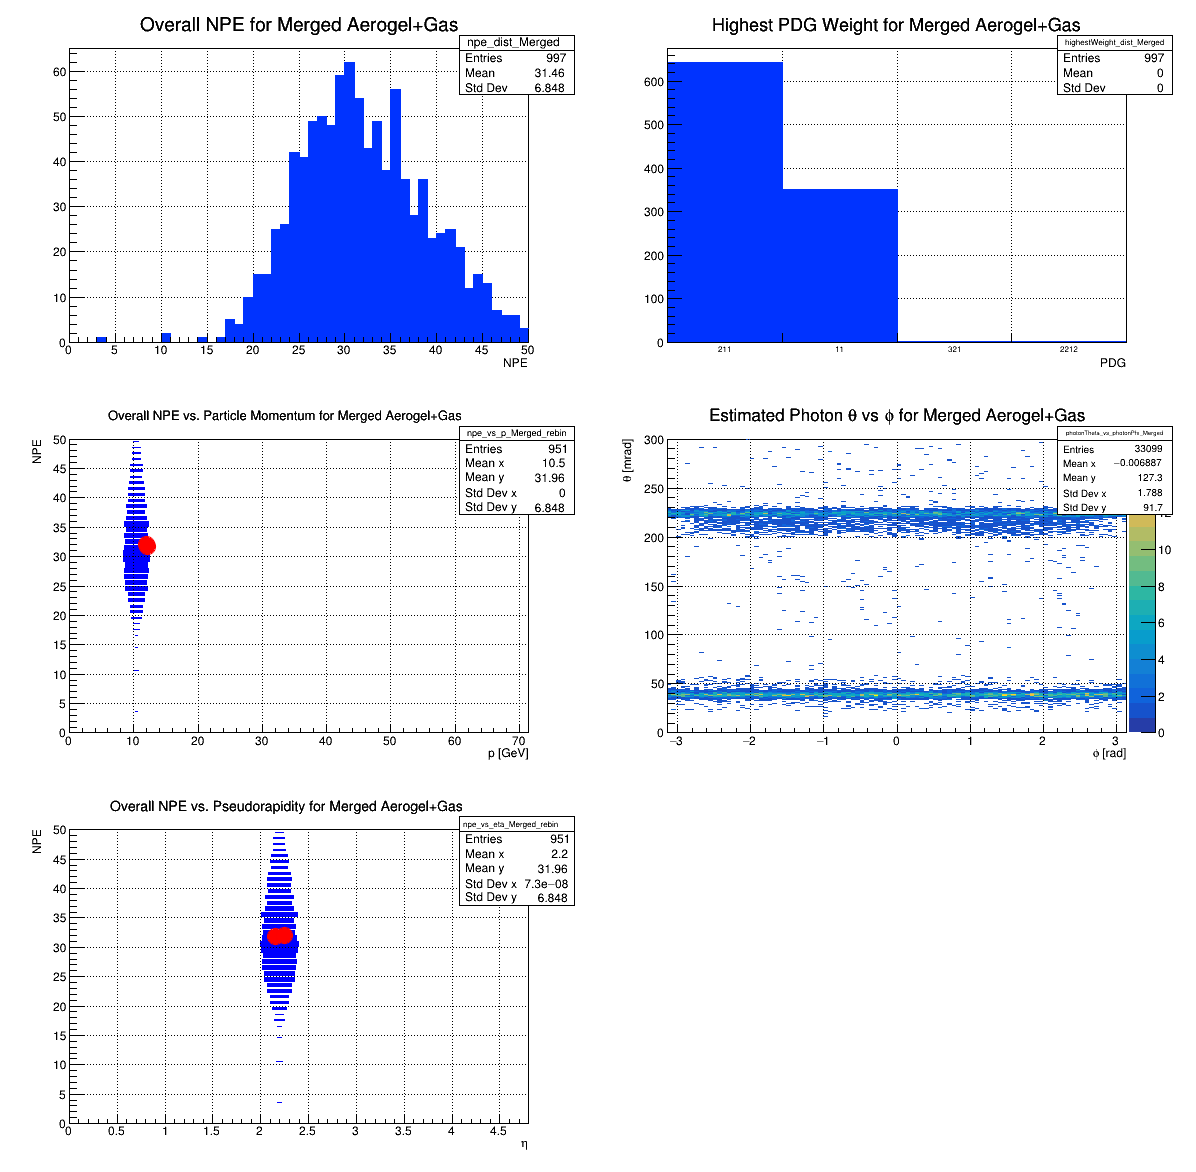 Overall NPE for Merged Aerogel+Gas
npe_dist_Merged
Entries 997
Mean 31.46
Std Dev 6.848
60
50
40
30
20
10
0
0 5 10 15 20 25 30 35 40 45 50
NPE
Highest PDG Weight for Merged Aerogel+Gas
highestWeight_dist_Merged
Entries 997
Mean 0
Std Dev 0
600
500
400
300
200
100
0
211 11 321 2212
PDG
Overall NPE vs. Particle Momentum for Merged Aerogel+Gas
npe_vs_p_Merged_rebin
Entries 951
Mean x 10.5
Mean y 31.96
Std Dev x 0
Std Dev y 6.848
NPE
50
45
40
35
30
25
20
15
10
5
0
0 10 20 30 40 50 60 70
p [GeV]
Estimated Photon θ vs ϕ for Merged Aerogel+Gas
photonTheta_vs_photonPhi_Merged
Entries 33099
Mean x −0.006887
Mean y 127.3
Std Dev x 1.788
Std Dev y 91.7
θ [mrad]
300
250
200
150
100
50
0
−3 −2 −1 0 1 2 3
ϕ [rad]
12
10
8
6
4
2
0
Overall NPE vs. Pseudorapidity for Merged Aerogel+Gas
npe_vs_eta_Merged_rebin
Entries 951
Mean x 2.2
Mean y 31.96
Std Dev x 7.3e−08
Std Dev y 6.848
NPE
50
45
40
35
30
25
20
15
10
5
0
0 0.5 1 1.5 2 2.5 3 3.5 4 4.5
η